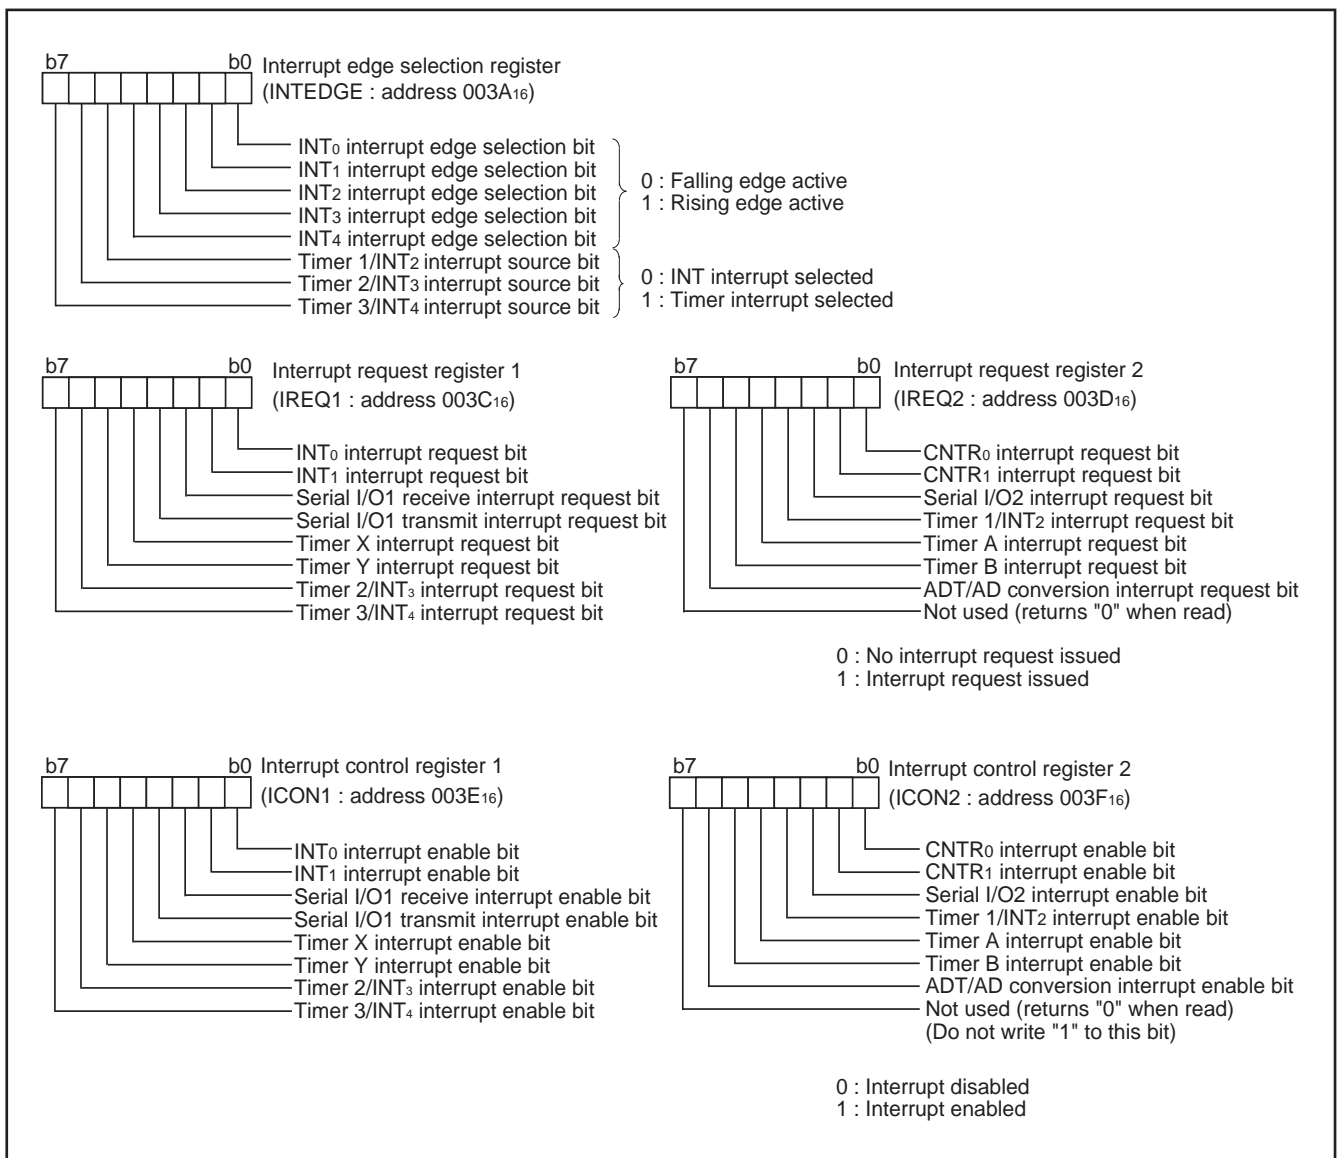 b7 b0 Interrupt edge selection register
(INTEDGE : address 003A16)
INT0 interrupt edge selection bit
INT1 interrupt edge selection bit
INT2 interrupt edge selection bit
INT3 interrupt edge selection bit
INT4 interrupt edge selection bit
0 : Falling edge active
1 : Rising edge active
Timer 1/INT2 interrupt source bit
Timer 2/INT3 interrupt source bit
Timer 3/INT4 interrupt source bit
0 : INT interrupt selected
1 : Timer interrupt selected
b7 b0 Interrupt request register 1
(IREQ1 : address 003C16)
INT0 interrupt request bit
INT1 interrupt request bit
Serial I/O1 receive interrupt request bit
Serial I/O1 transmit interrupt request bit
Timer X interrupt request bit
Timer Y interrupt request bit
Timer 2/INT3 interrupt request bit
Timer 3/INT4 interrupt request bit
b7 b0 Interrupt request register 2
(IREQ2 : address 003D16)
CNTR0 interrupt request bit
CNTR1 interrupt request bit
Serial I/O2 interrupt request bit
Timer 1/INT2 interrupt request bit
Timer A interrupt request bit
Timer B interrupt request bit
ADT/AD conversion interrupt request bit
Not used (returns "0" when read)
0 : No interrupt request issued
1 : Interrupt request issued
b7 b0 Interrupt control register 1
(ICON1 : address 003E16)
INT0 interrupt enable bit
INT1 interrupt enable bit
Serial I/O1 receive interrupt enable bit
Serial I/O1 transmit interrupt enable bit
Timer X interrupt enable bit
Timer Y interrupt enable bit
Timer 2/INT3 interrupt enable bit
Timer 3/INT4 interrupt enable bit
b7 b0 Interrupt control register 2
(ICON2 : address 003F16)
CNTR0 interrupt enable bit
CNTR1 interrupt enable bit
Serial I/O2 interrupt enable bit
Timer 1/INT2 interrupt enable bit
Timer A interrupt enable bit
Timer B interrupt enable bit
ADT/AD conversion interrupt enable bit
Not used (returns "0" when read)
(Do not write "1" to this bit)
0 : Interrupt disabled
1 : Interrupt enabled